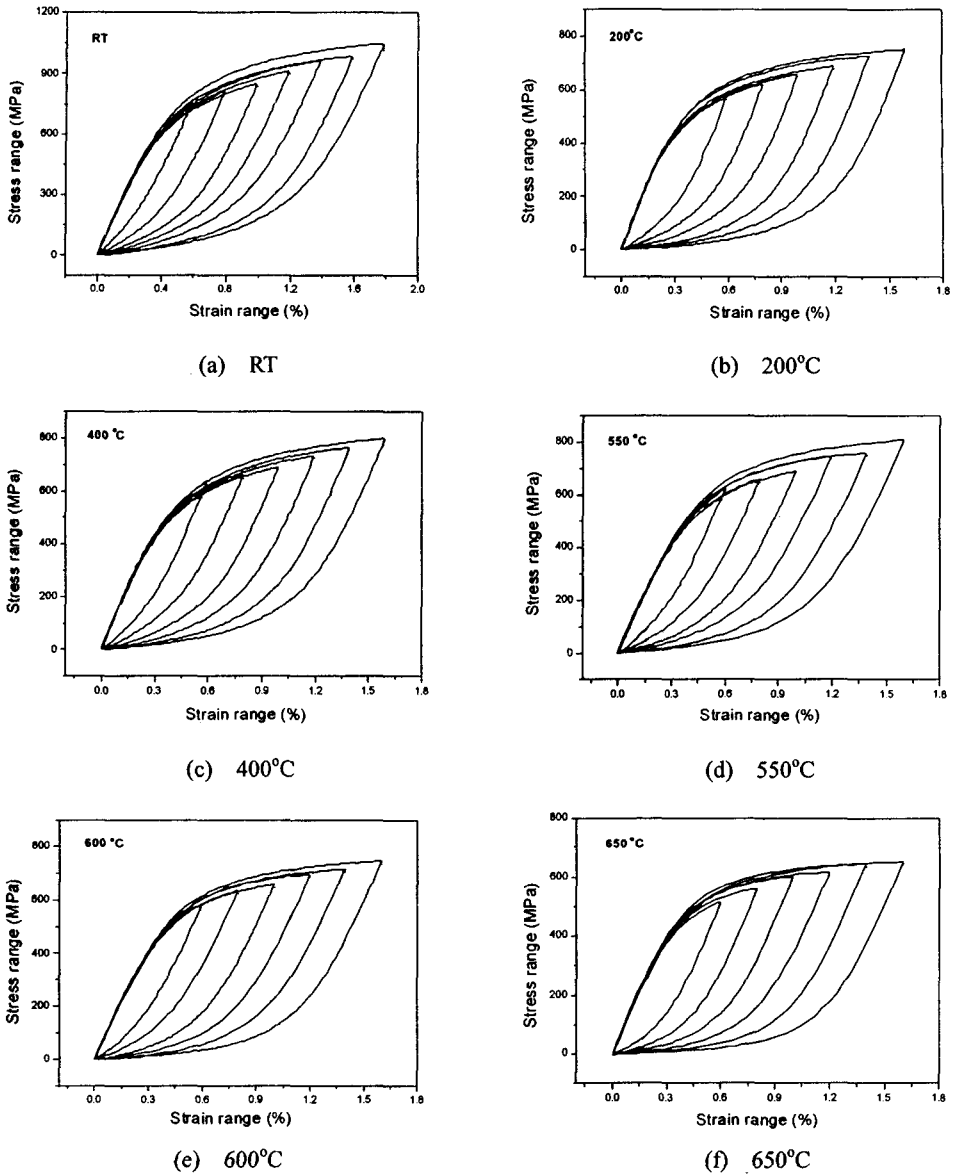 1200
900
600
300
0
Stress range (MPa)
RT
0.0 0.4 0.8 1.2 1.6 2.0
Strain range (%)
(a) RT
800
600
400
200
0
Stress range (MPa)
200°C
0.0 0.3 0.6 0.9 1.2 1.5 1.8
Strain range (%)
(b) 200°C
800
600
400
200
0
Stress range (MPa)
400 °C
0.0 0.3 0.6 0.9 1.2 1.5 1.8
Strain range (%)
(c) 400°C
800
600
400
200
0
Stress range (MPa)
550 °C
0.0 0.3 0.6 0.9 1.2 1.5 1.8
Strain range (%)
(d) 550°C
800
600
400
200
0
Stress range (MPa)
600 °C
0.0 0.3 0.6 0.9 1.2 1.5 1.8
Strain range (%)
(e) 600°C
800
600
400
200
0
Stress range (MPa)
650 °C
0.0 0.3 0.6 0.9 1.2 1.5 1.8
Strain range (%)
(f) 650°C